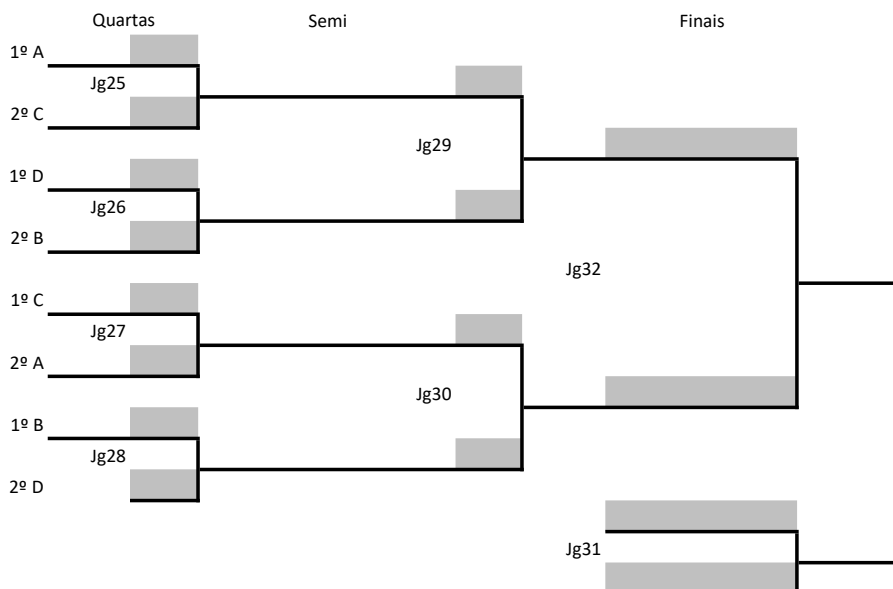 Quartas Semi Finais
1º A
Jg25
2º C
Jg29
1º D
Jg26
2º B
Jg32
1º C
Jg27
2º A
Jg30
1º B
Jg28
2º D
Jg31